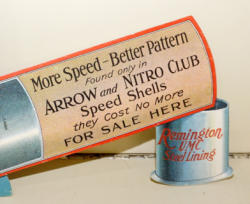 More Speed - Better Pattern
Found only in
ARROW and NITRO CLUB
Speed Shells
they Cost No More
FOR SALE HERE
Remington,
UMC
Steel Lining